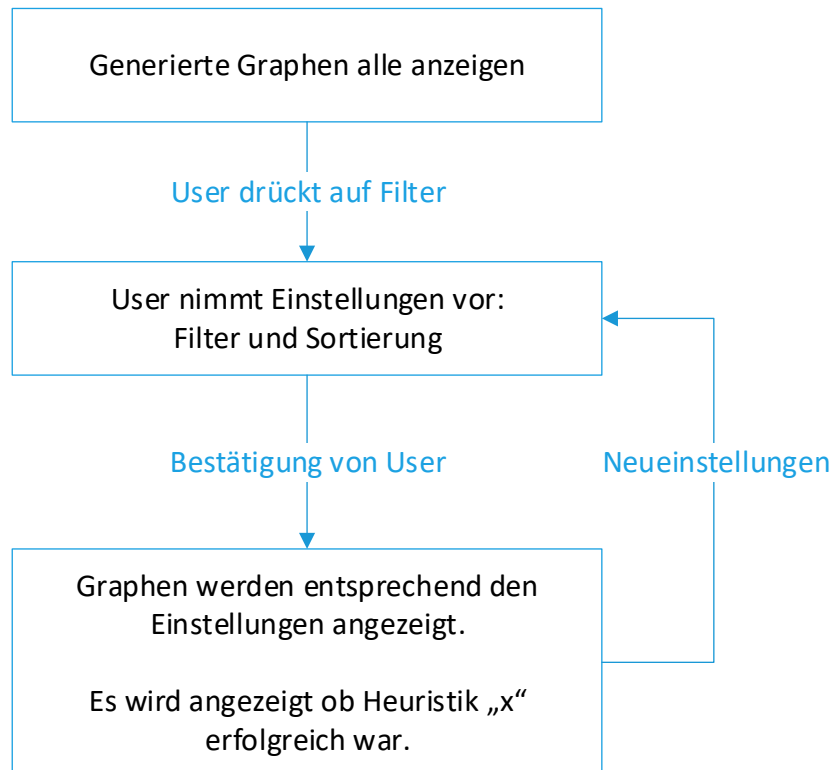 Generierte Graphen alle anzeigen
User drückt auf Filter
User nimmt Einstellungen vor:
Filter und Sortierung
Bestätigung von User
Neueinstellungen
Graphen werden entsprechend den
Einstellungen angezeigt.
Es wird angezeigt ob Heuristik „x“
erfolgreich war.